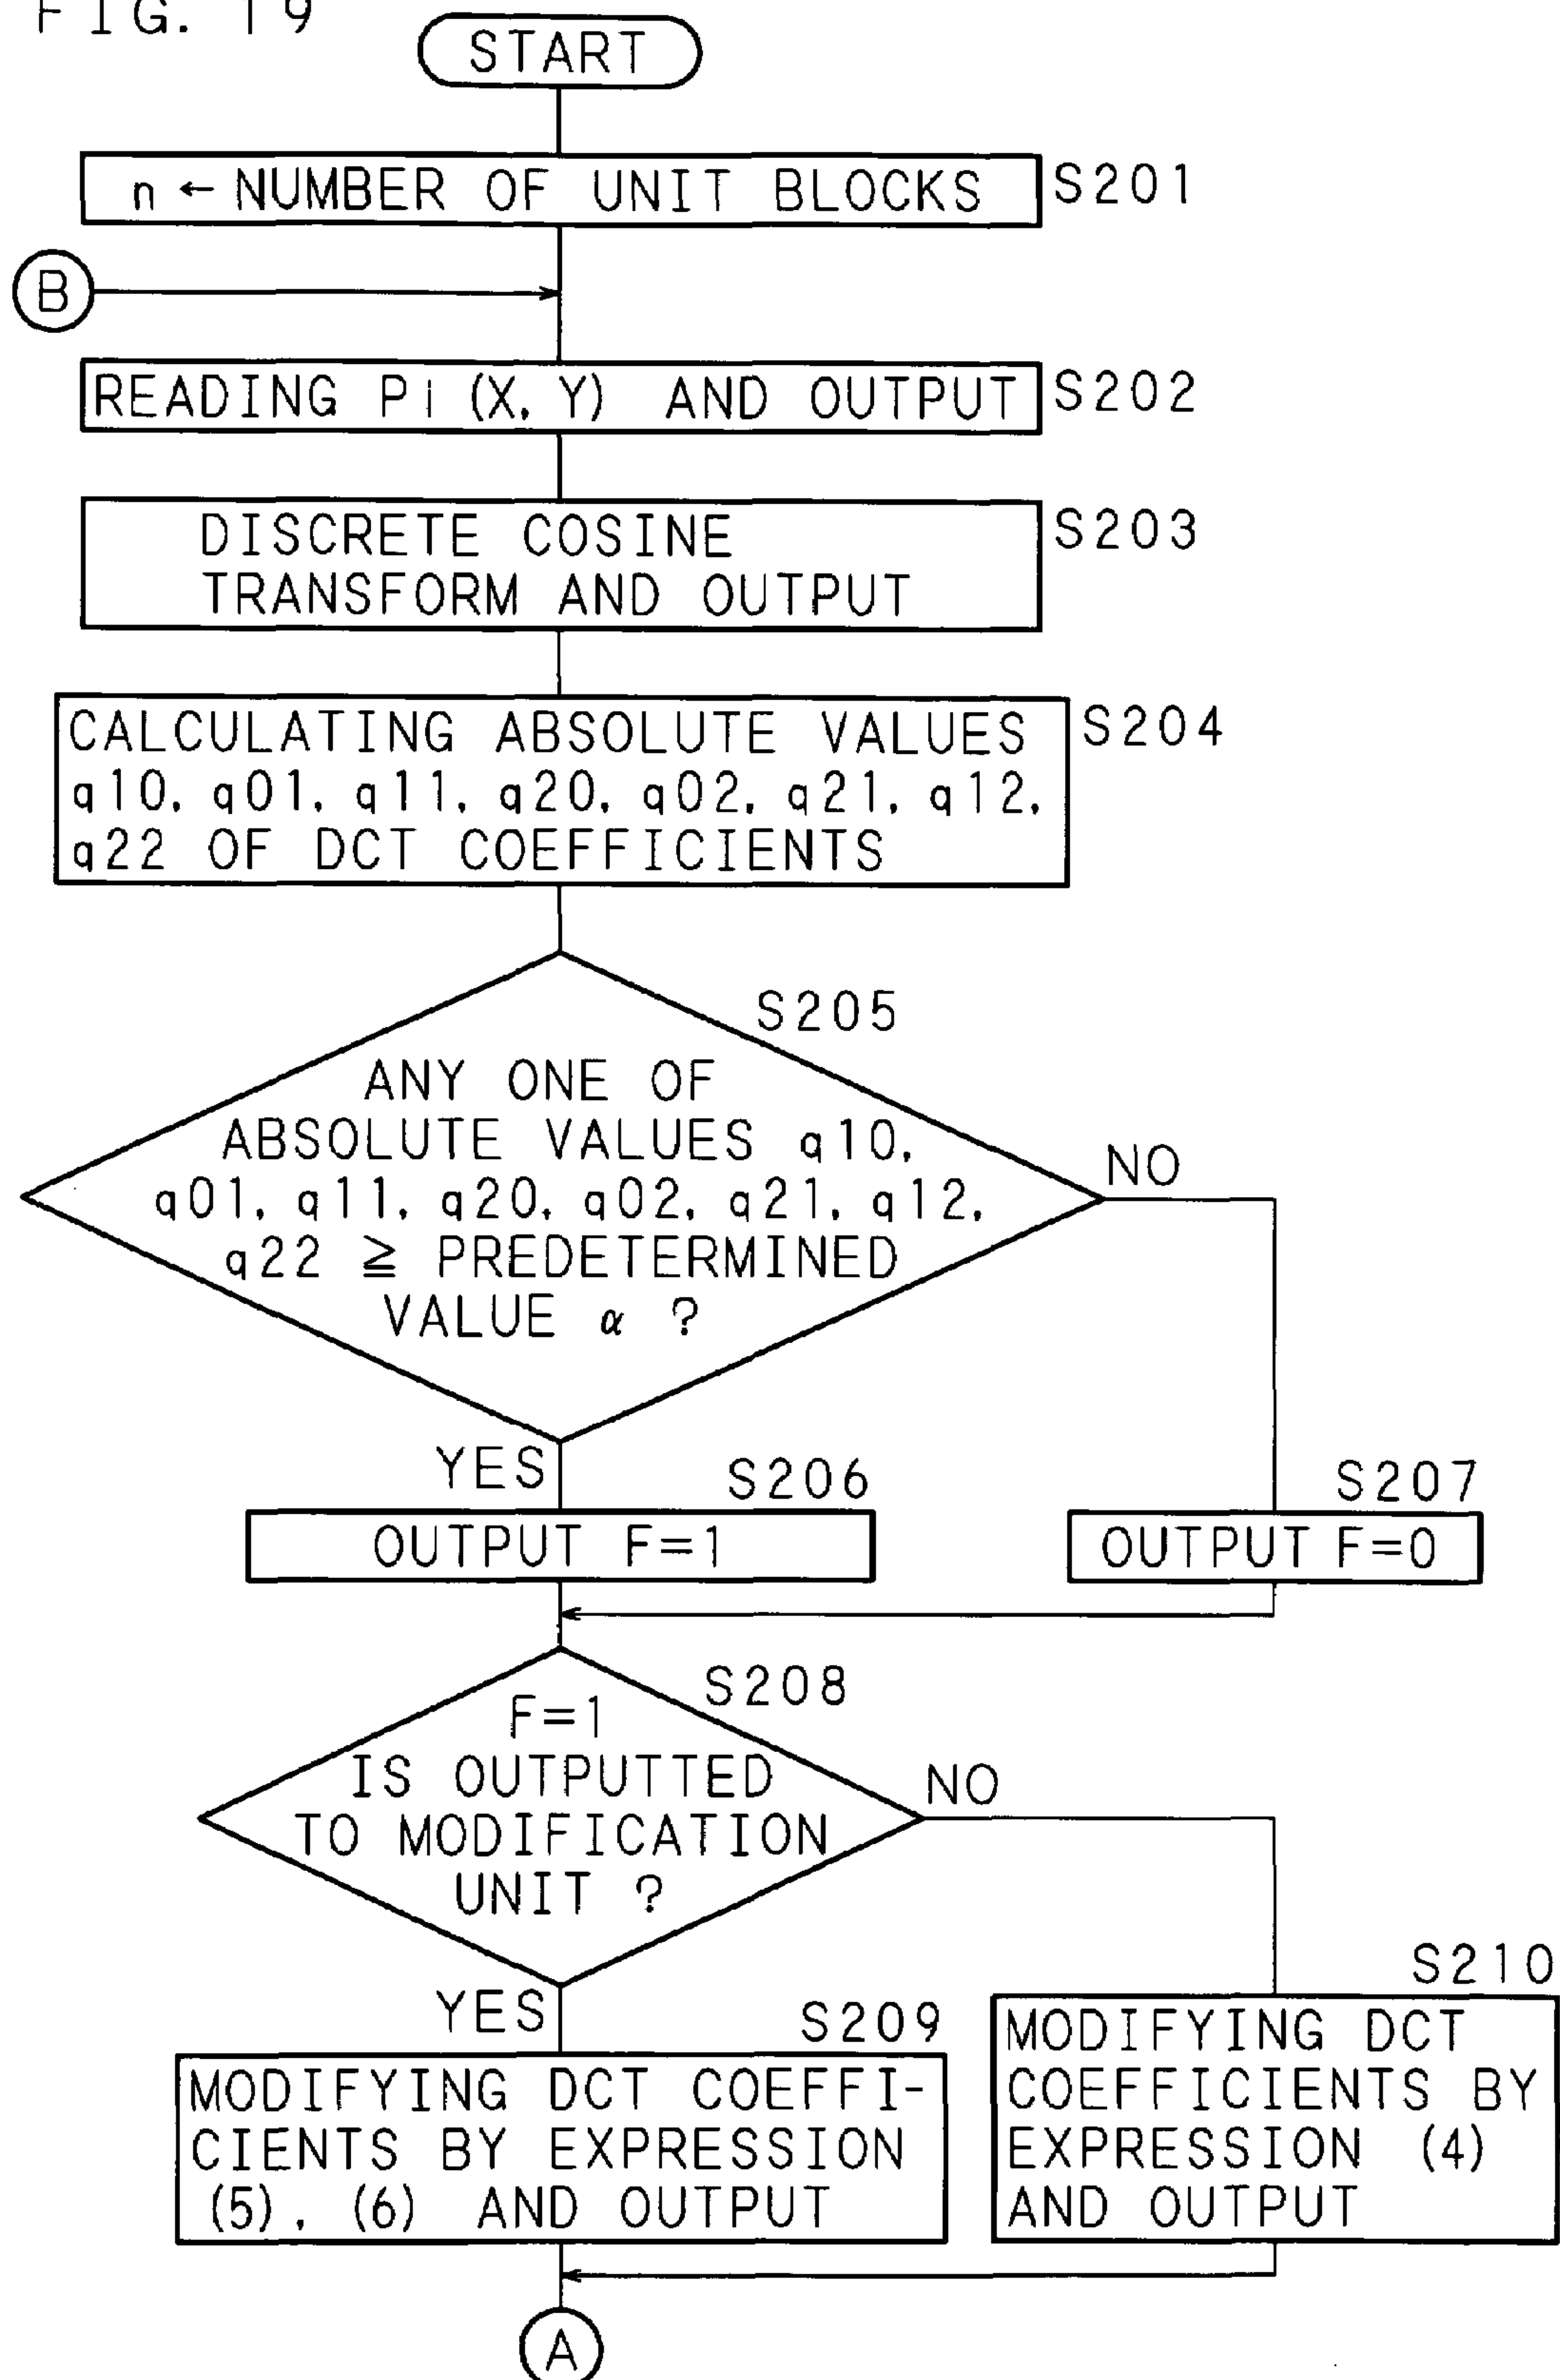 FIG. 19
START
n ← NUMBER OF UNIT BLOCKS
S201
B
READING Pi (X, Y) AND OUTPUT
S202
DISCRETE COSINE
TRANSFORM AND OUTPUT
S203
CALCULATING ABSOLUTE VALUES
q10, q01, q11, q20, q02, q21, q12,
q22 OF DCT COEFFICIENTS
S204
S205
ANY ONE OF
ABSOLUTE VALUES q10,
q01, q11, q20, q02, q21, q12,
q22 ≧ PREDETERMINED
VALUE α ?
NO
YES
S206
OUTPUT F=1
S207
OUTPUT F=0
S208
F=1
IS OUTPUTTED
TO MODIFICATION
UNIT ?
NO
YES
S209
MODIFYING DCT COEFFI-
CIENTS BY EXPRESSION
(5), (6) AND OUTPUT
S210
MODIFYING DCT
COEFFICIENTS BY
EXPRESSION (4)
AND OUTPUT
A